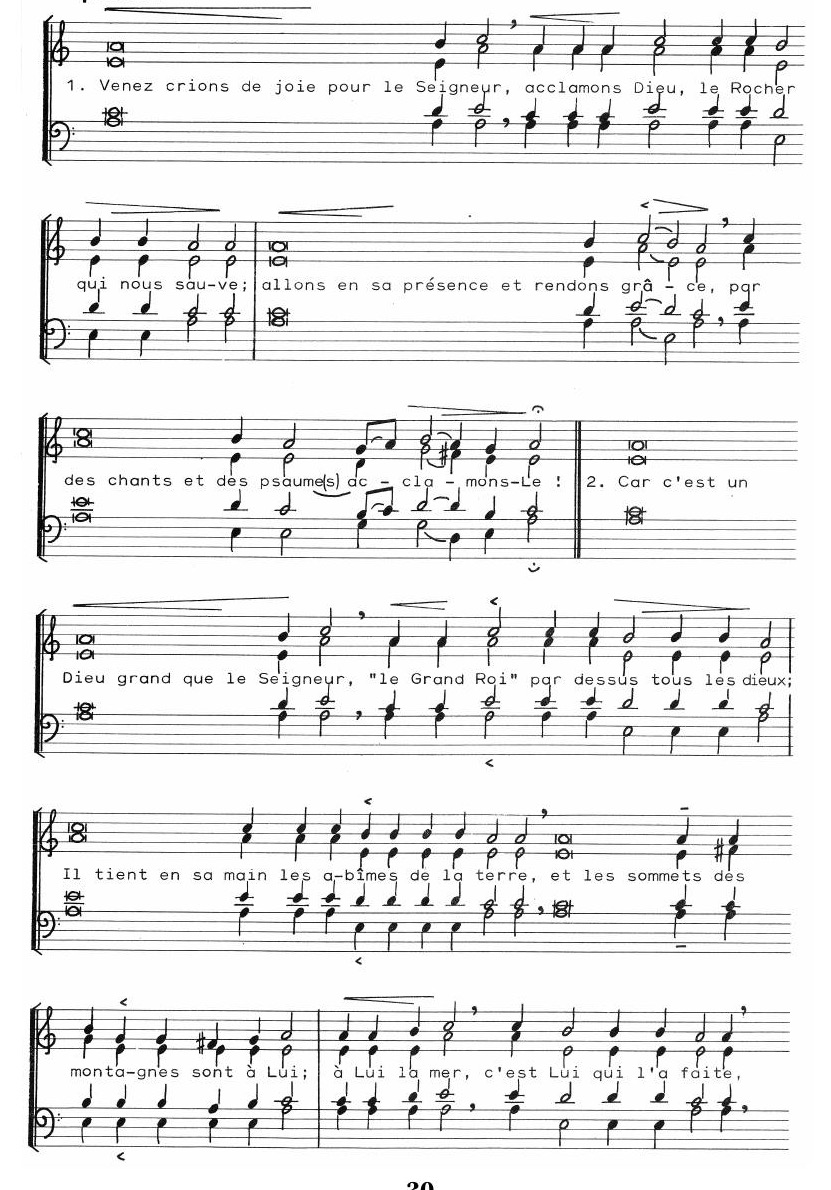 1. Venez crions de joie pour le Seigneur, acclamons Dieu, le Rocher
qui nous sau-ve; allons en sa présence et rendons grâ - ce, par
des chants et des psaume(s) ac - cla - mons-Le ! 2. Car c'est un
Dieu grand que le Seigneur, "le Grand Roi" par dessus tous les dieux;
Il tient en sa main les a-bîmes de la terre, et les sommets des
monta-gnes sont à Lui; à Lui la mer, c'est Lui qui l'a faite,